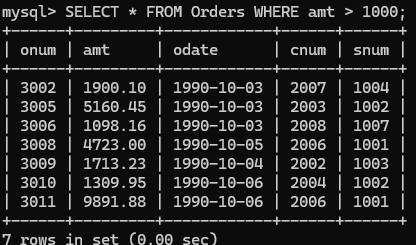 mysql> SELECT * FROM Orders WHERE amt > 1000;
+------+---------+------------+------+------+
| onum | amt     | odate      | cnum | snum |
+------+---------+------------+------+------+
| 3002 | 1900.10 | 1990-10-03 | 2007 | 1004 |
| 3005 | 5160.45 | 1990-10-03 | 2003 | 1002 |
| 3006 | 1098.16 | 1990-10-03 | 2008 | 1007 |
| 3008 | 4723.00 | 1990-10-05 | 2006 | 1001 |
| 3009 | 1713.23 | 1990-10-04 | 2002 | 1003 |
| 3010 | 1309.95 | 1990-10-06 | 2004 | 1002 |
| 3011 | 9891.88 | 1990-10-06 | 2006 | 1001 |
+------+---------+------------+------+------+
7 rows in set (0.00 sec)